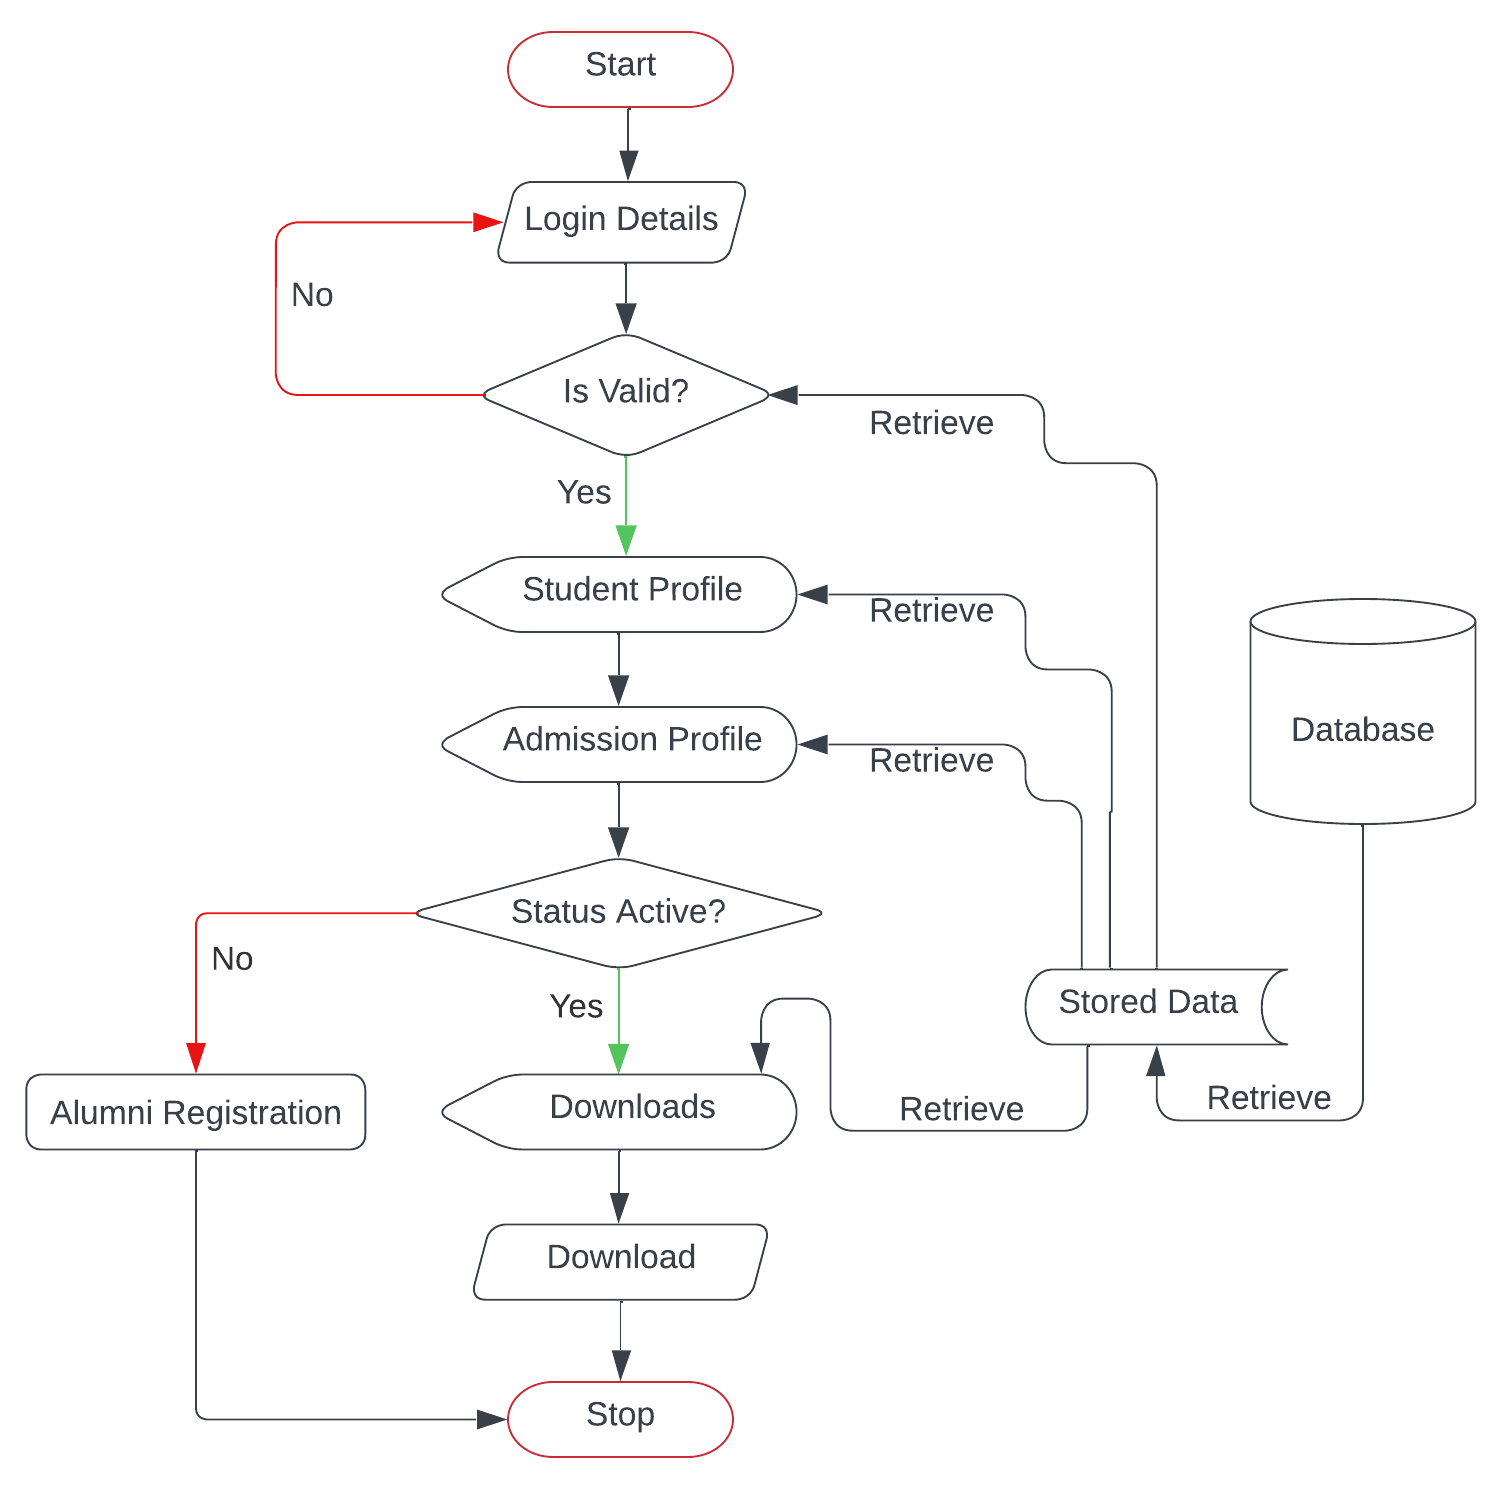 Start
Login Details
No
Is Valid?
Retrieve
Yes
Student Profile
Retrieve
Database
Admission Profile
Retrieve
Status Active?
No
Yes
Stored Data
Alumni Registration
Downloads
Retrieve
Retrieve
Download
Stop